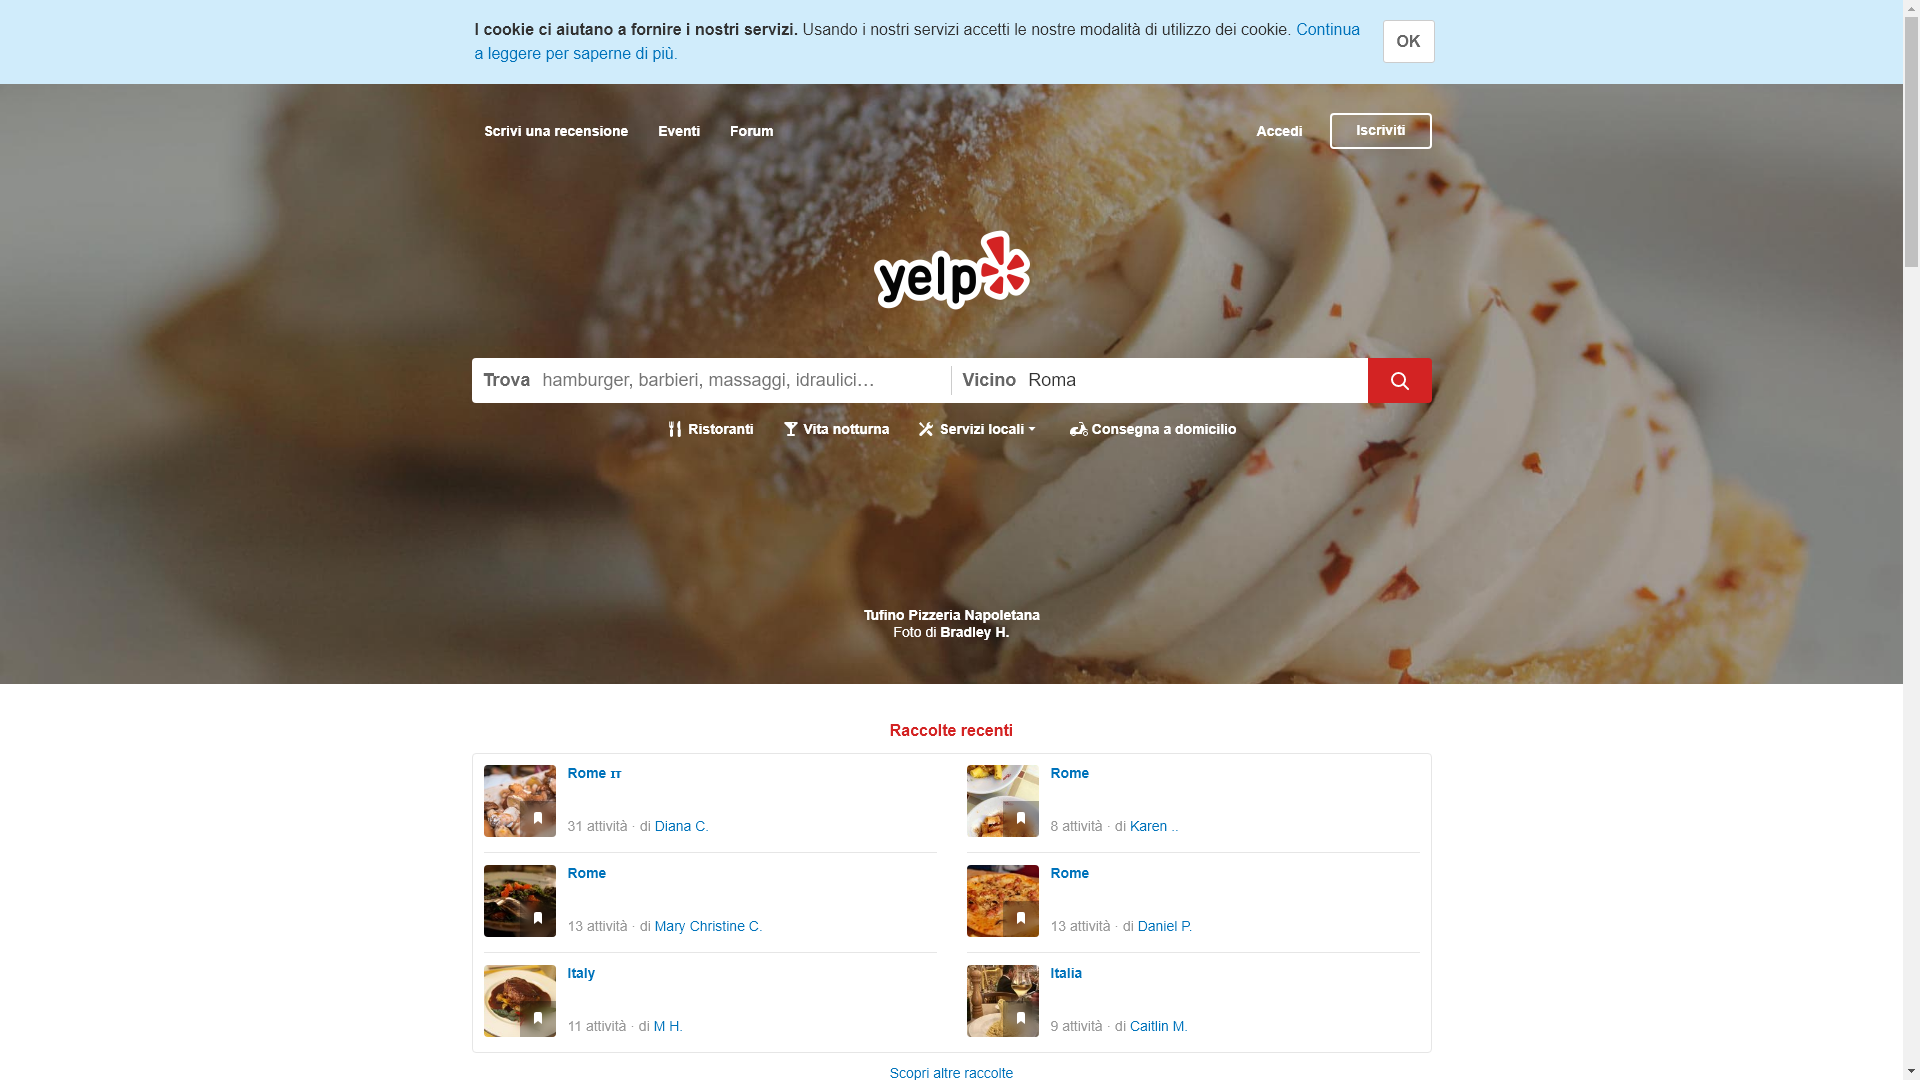 I cookie ci aiutano a fornire i nostri servizi. Usando i nostri servizi accetti le nostre modalità di utilizzo dei cookie. Continua
a leggere per saperne di più.
OK
Scrivi una recensione
Eventi
Forum
Accedi
Iscriviti
yelp
Trova hamburger, barbieri, massaggi, idraulici…
Vicino Roma
Ristoranti
Vita notturna
Servizi locali
Consegna a domicilio
Tufino Pizzeria Napoletana
Foto di Bradley H.
Raccolte recenti
Rome IT
31 attività · di Diana C.
Rome
8 attività · di Karen ..
Rome
13 attività · di Mary Christine C.
Rome
13 attività · di Daniel P.
Italy
11 attività · di M H.
Italia
9 attività · di Caitlin M.
Scopri altre raccolte